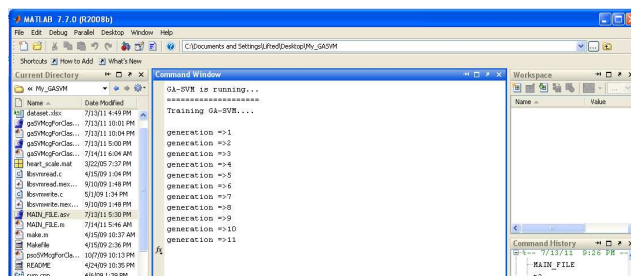 MATLAB 7.7.0 (R2008b)
File Edit Debug Parallel Desktop Window Help
C:\Documents and Settings\Lifted\Desktop\My_GASVM
Shortcuts How to Add What's New
Current Directory
« My_GASVM
Name Date Modified
dataset.xlsx 7/13/11 4:49 PM
gaSVMcgForClas... 7/13/11 10:01 PM
gaSVMcgForClas... 7/13/11 10:04 PM
gaSVMcgForClas... 7/13/11 5:00 PM
gaSVMcgForClas... 7/14/11 6:04 AM
heart_scale.mat 3/22/05 7:37 PM
libsvmread.c 4/15/09 1:04 PM
libsvmread.mex... 9/10/09 1:48 PM
libsvmwrite.c 5/1/09 1:34 PM
libsvmwrite.mex... 9/10/09 1:48 PM
MAIN_FILE.asv 7/13/11 5:30 PM
MAIN_FILE.m 7/14/11 5:46 AM
make.m 4/15/09 10:37 AM
Makefile 4/15/09 2:36 PM
psoSVMcgForCla... 10/7/09 10:13 PM
README 4/24/09 10:35 PM
Command Window
GA-SVM is running...
====================
Training GA-SVM....
generation =>1
generation =>2
generation =>3
generation =>4
generation =>5
generation =>6
generation =>7
generation =>8
generation =>9
generation =>10
generation =>11
fx
Workspace
Name Value
Command History
%-- 7/13/11 9:26 PM --
MAIN_FILE